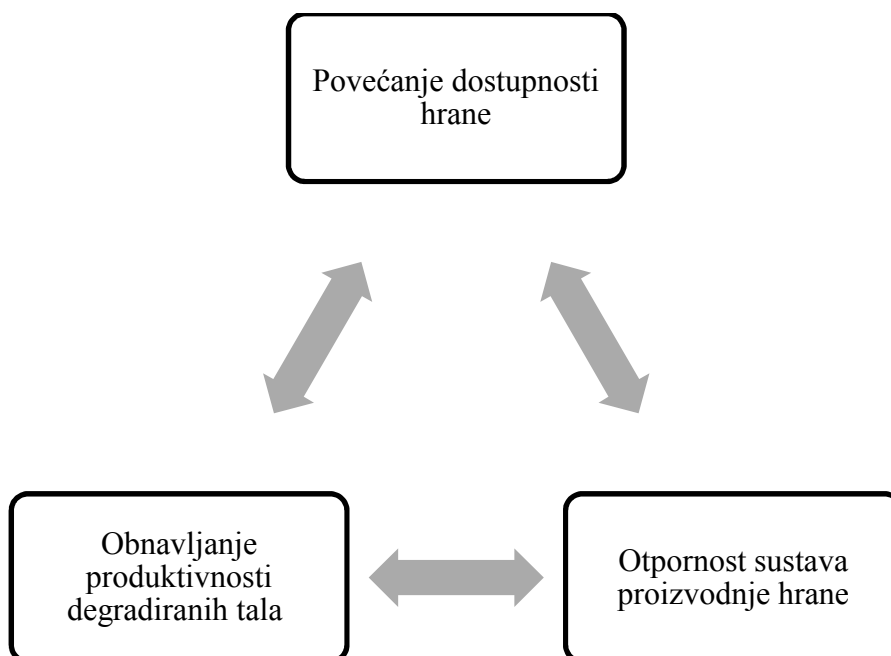 Povećanje dostupnosti
hrane
Obnavljanje
produktivnosti
degradiranih tala
Otpornost sustava
proizvodnje hrane